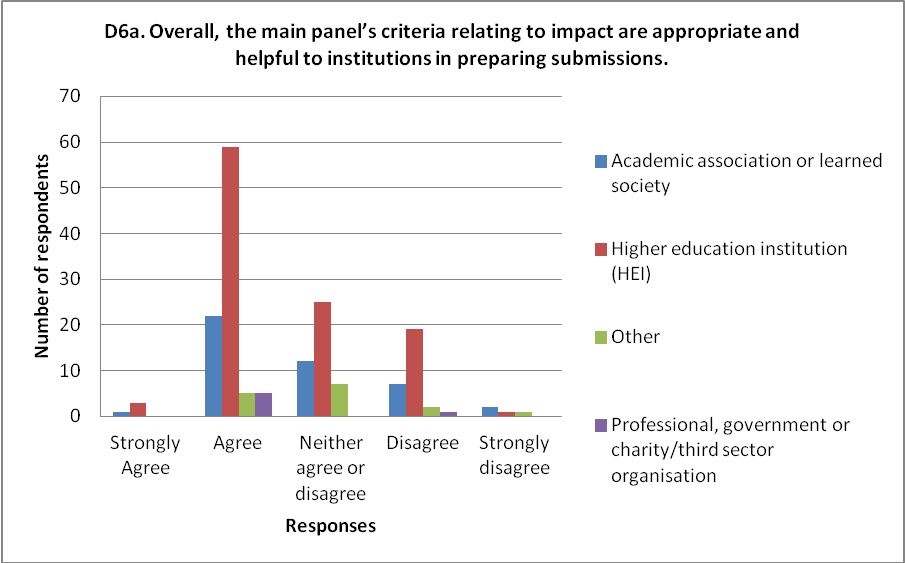 D6a. Overall, the main panel's criteria relating to impact are appropriate and
helpful to institutions in preparing submissions.
70
60
50
40
30
20
10
0
Number of respondents
Strongly
Agree
Agree
Neither
agree or
disagree
Disagree
Strongly
disagree
Responses
Academic association or learned
society
Higher education institution
(HEI)
Other
Professional, government or
charity/third sector
organisation